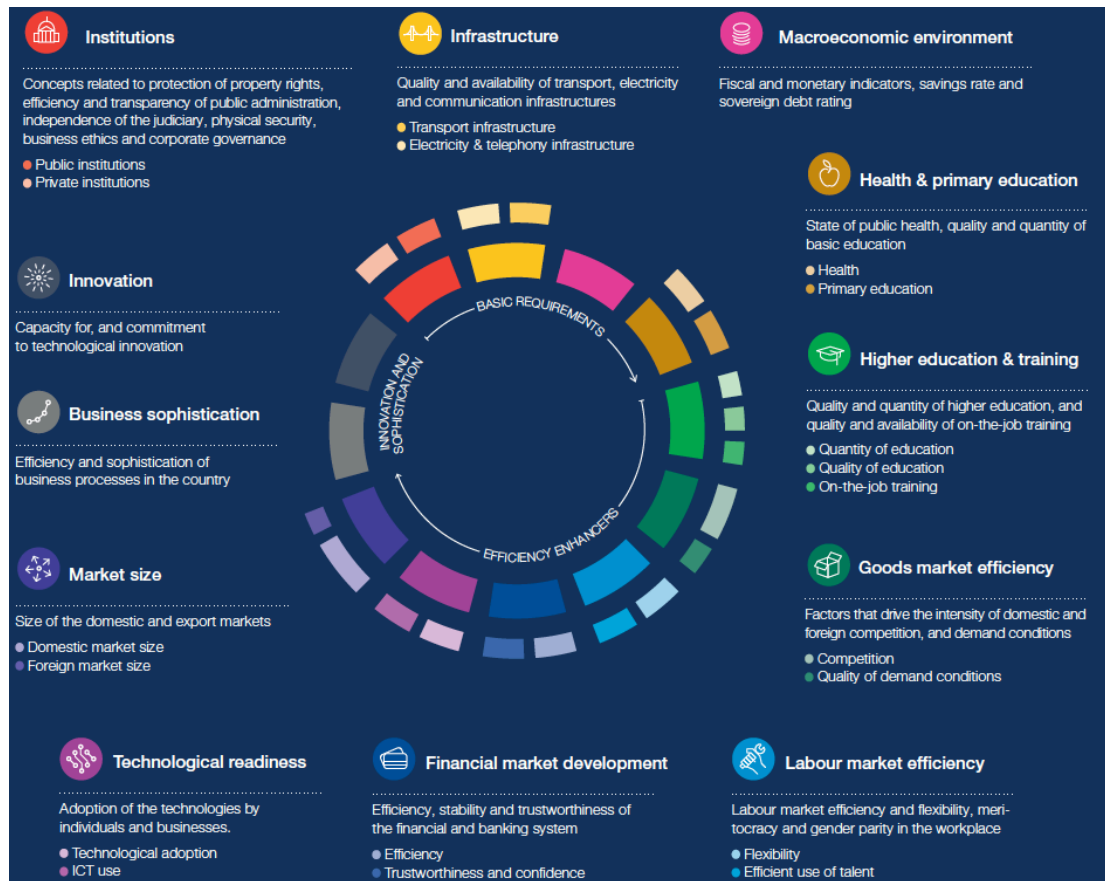 Institutions
Concepts related to protection of property rights,
efficiency and transparency of public administration,
independence of the judiciary, physical security,
business ethics and corporate governance
Public institutions
Private institutions
Infrastructure
Quality and availability of transport, electricity
and communication infrastructures
Transport infrastructure
Electricity & telephony infrastructure
Macroeconomic environment
Fiscal and monetary indicators, savings rate and
sovereign debt rating
Health & primary education
State of public health, quality and quantity of
basic education
Health
Primary education
Innovation
Capacity for, and commitment
to technological innovation
BASIC REQUIREMENTS
INNOVATION AND
SOPHISTICATION
EFFICIENCY ENHANCERS
Higher education & training
Quality and quantity of higher education, and
quality and availability of on-the-job training
Quantity of education
Quality of education
On-the-job training
Business sophistication
Efficiency and sophistication of
business processes in the country
Goods market efficiency
Factors that drive the intensity of domestic and
foreign competition, and demand conditions
Competition
Quality of demand conditions
Market size
Size of the domestic and export markets
Domestic market size
Foreign market size
Technological readiness
Adoption of the technologies by
individuals and businesses.
Technological adoption
ICT use
Financial market development
Efficiency, stability and trustworthiness of
the financial and banking system
Efficiency
Trustworthiness and confidence
Labour market efficiency
Labour market efficiency and flexibility, meri-
tocracy and gender parity in the workplace
Flexibility
Efficient use of talent